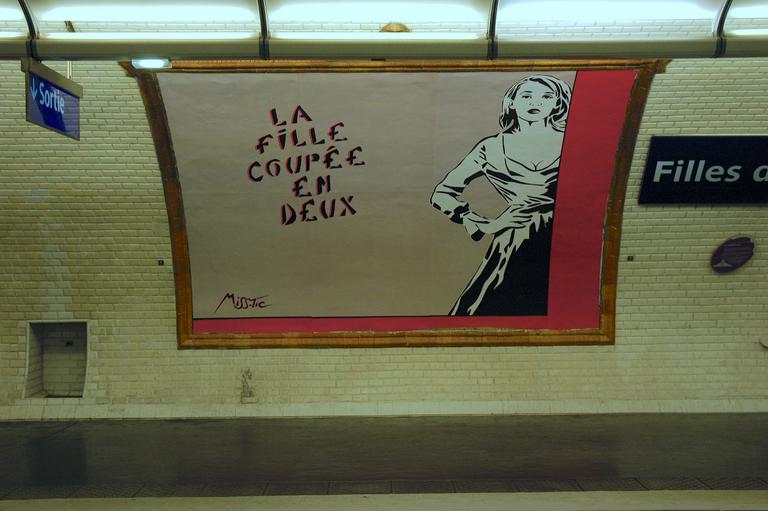 Sortie
LA
FILLE
COUPÉE
EN
DEUX
MISS.TIC
Filles d